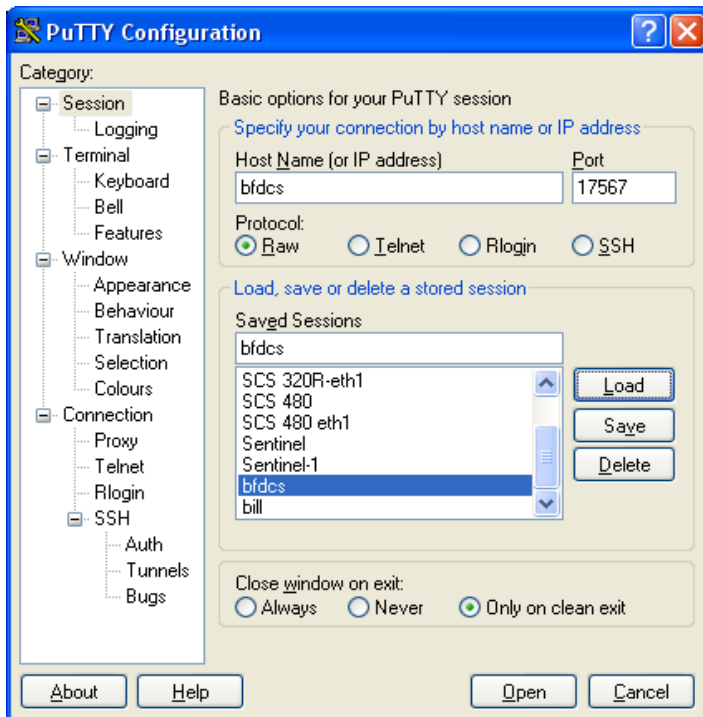 PuTTY Configuration
Category:
Session
Logging
Terminal
Keyboard
Bell
Features
Window
Appearance
Behaviour
Translation
Selection
Colours
Connection
Proxy
Telnet
Rlogin
SSH
Auth
Tunnels
Bugs
Basic options for your PuTTY session
Specify your connection by host name or IP address
Host Name (or IP address) Port
bfdcs 17567
Protocol:
Raw Telnet Rlogin SSH
Load, save or delete a stored session
Saved Sessions
bfdcs
SCS 320R-eth1
SCS 480
SCS 480 eth1
Sentinel
Sentinel-1
bfdcs
bill
Load
Save
Delete
Close window on exit:
Always Never Only on clean exit
About Help Open Cancel